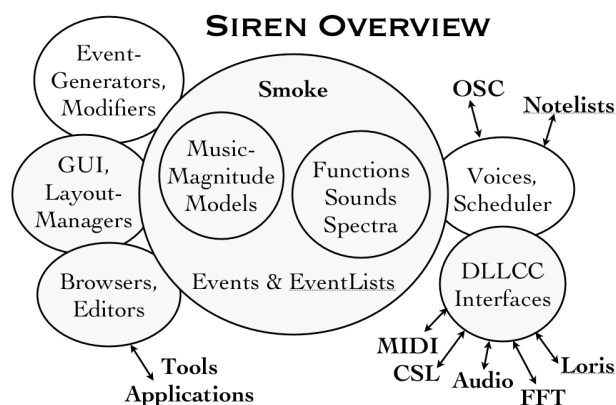 SIREN OVERVIEW
Event-
Generators,
Modifiers
GUI,
Layout-
Managers
Browsers,
Editors
Tools
Applications
Smoke
Music-
Magnitude
Models
Functions
Sounds
Spectra
Events & EventLists
OSC
Notelists
Voices,
Scheduler
DLLCC
Interfaces
MIDI
CSL
Audio
FFT
Loris